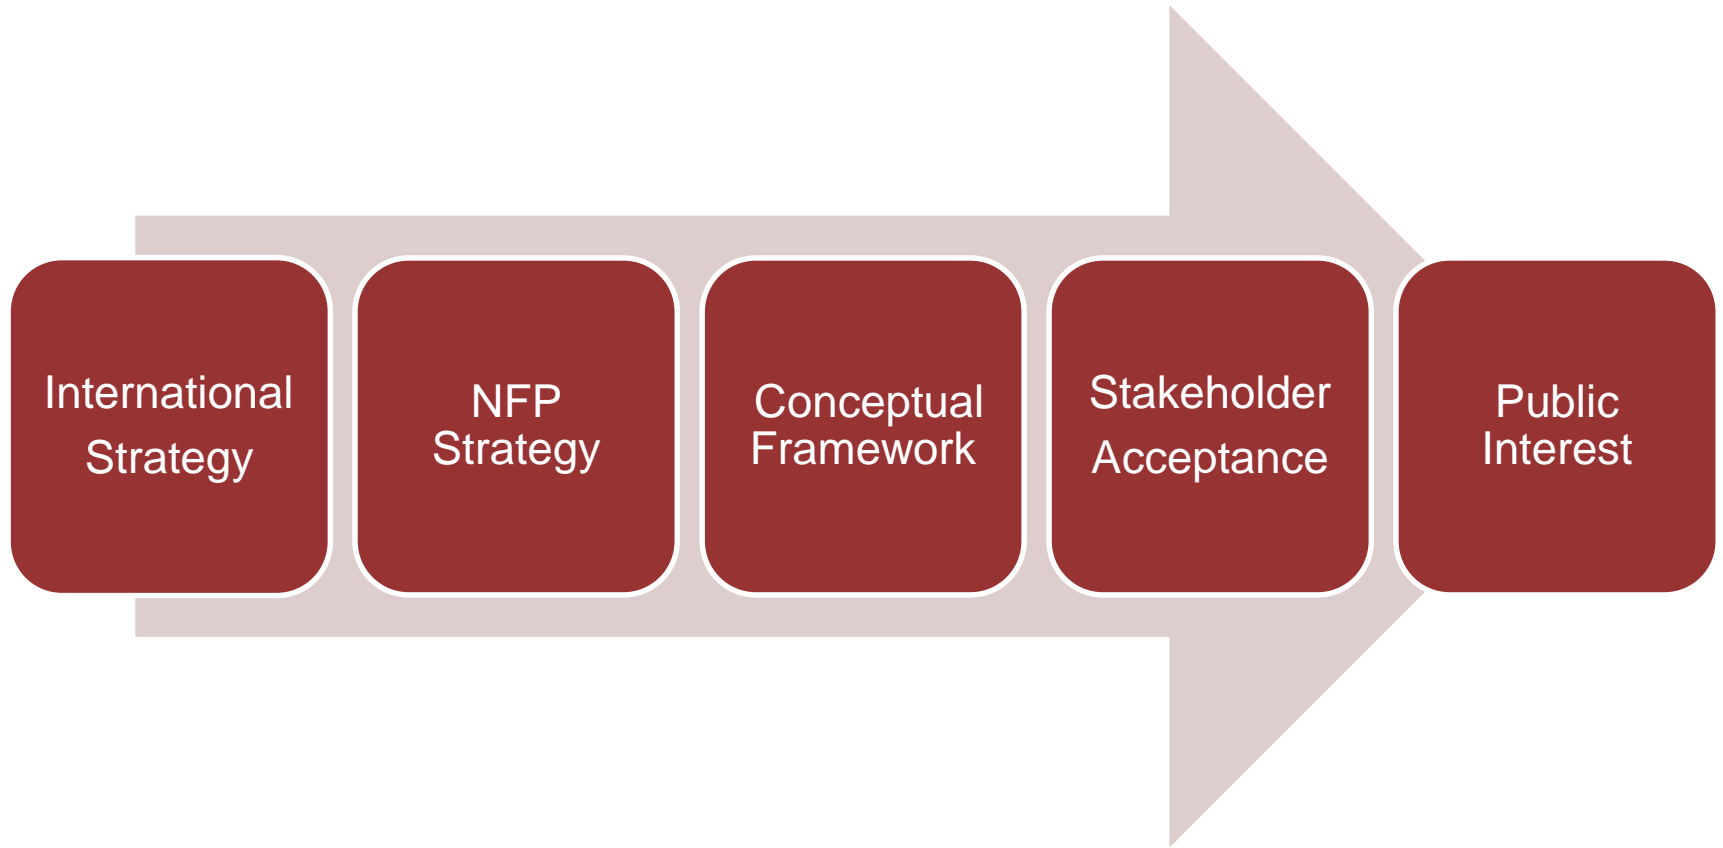 International
Strategy
NFP
Strategy
Conceptual
Framework
Stakeholder
Acceptance
Public
Interest